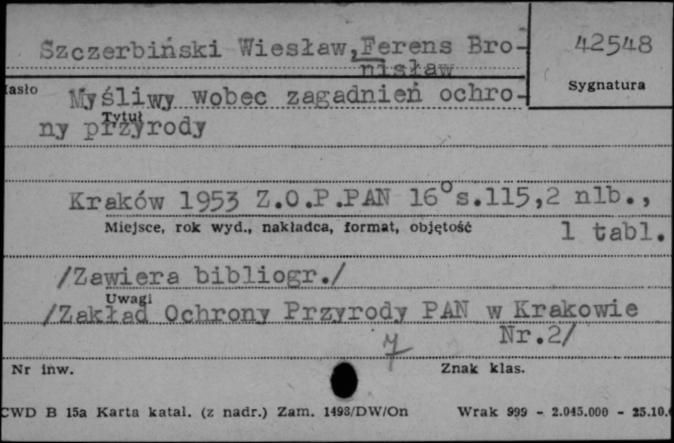 Szczerbiński Wiesław,Ferens Bro-
nisław
42548
Sygnatura
asło
Myśliwy wobec zagadnień ochro-
ny przyrody
Tytuł
Kraków 1953 Z.O.P.PAN 16° s.115,2 nlb.,
Miejsce, rok wyd., nakładca, format, objętość
1 tabl.
/Zawiera bibliogr./
Uwagi
/Zakład Ochrony Przyrody PAN w Krakowie
Nr.2/
7
Nr inw.
Znak klas.
CWD B 15a Karta katal. (z nadr.) Zam. 1493/DW/On
Wrak 999 - 2.045.000 - 25.10.